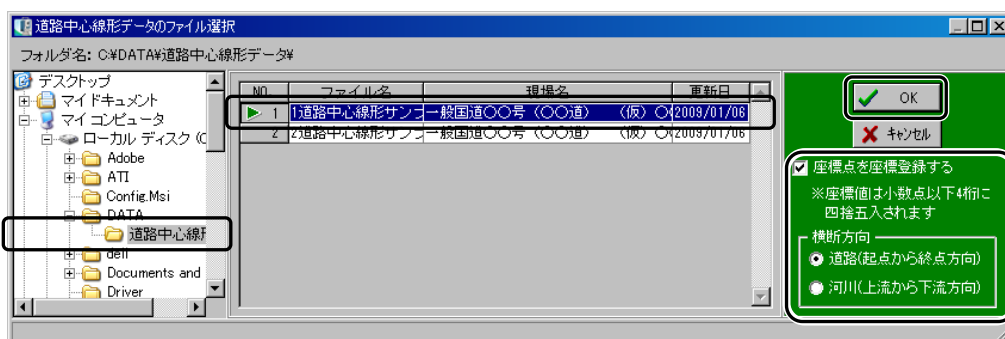 道路中心線形データのファイル選択
フォルダ名: C:¥DATA¥道路中心線形データ¥
デスクトップ
マイ ドキュメント
マイ コンピュータ
ローカル ディスク (C
Adobe
ATI
Config.Msi
DATA
道路中心線形
dell
Documents and
Driver
NO. ファイル名 現場名 更新日
1 1道路中心線形サンプ 一般国道〇〇号（〇〇道） （仮）〇 2009/01/06
2 2道路中心線形サンプ 一般国道〇〇号（〇〇道） （仮）〇 2009/01/06
OK
キャンセル
座標点を座標登録する
※座標値は小数点以下4桁に
四捨五入されます
横断方向
道路(起点から終点方向)
河川(上流から下流方向)